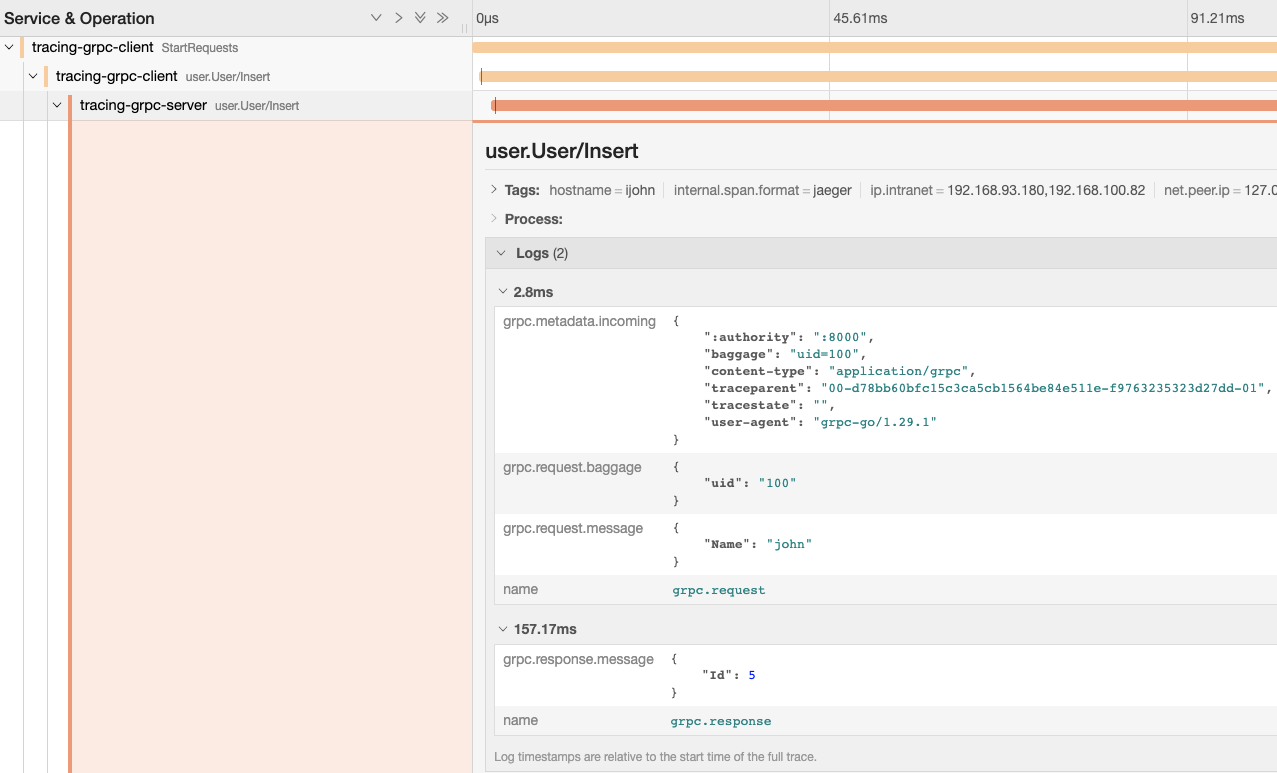 Service & Operation
0μs
45.61ms
91.21ms
tracing-grpc-client StartRequests
tracing-grpc-client user.User/Insert
tracing-grpc-server user.User/Insert
user.User/Insert
Tags: hostname = ijohn internal.span.format = jaeger ip.intranet = 192.168.93.180,192.168.100.82 net.peer.ip = 127.0
Process:
Logs (2)
2.8ms
grpc.metadata.incoming {
":authority": ":8000",
"baggage": "uid=100",
"content-type": "application/grpc",
"traceparent": "00-d78bb60bfc15c3ca5cb1564be84e511e-f9763235323d27dd-01",
"tracestate": "",
"user-agent": "grpc-go/1.29.1"
}
grpc.request.baggage {
"uid": "100"
}
grpc.request.message {
"Name": "john"
}
name grpc.request
157.17ms
grpc.response.message {
"Id": 5
}
name grpc.response
Log timestamps are relative to the start time of the full trace.